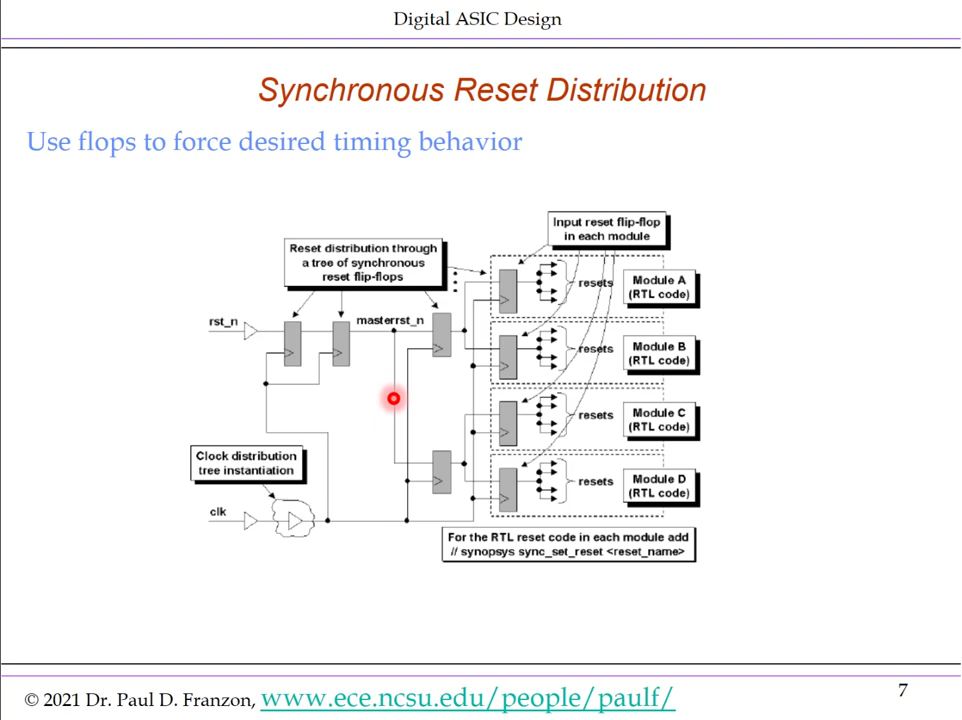 Digital ASIC Design
Synchronous Reset Distribution
Use flops to force desired timing behavior
Input reset flip-flop
in each module
Reset distribution through
a tree of synchronous
reset flip-flops
resets
Module A
(RTL code)
rst_n
masterrst_n
resets
Module B
(RTL code)
resets
Module C
(RTL code)
Clock distribution
tree instantiation
resets
Module D
(RTL code)
clk
For the RTL reset code in each module add
// synopsys sync_set_reset <reset_name>
© 2021 Dr. Paul D. Franzon, www.ece.ncsu.edu/people/paulf/
7